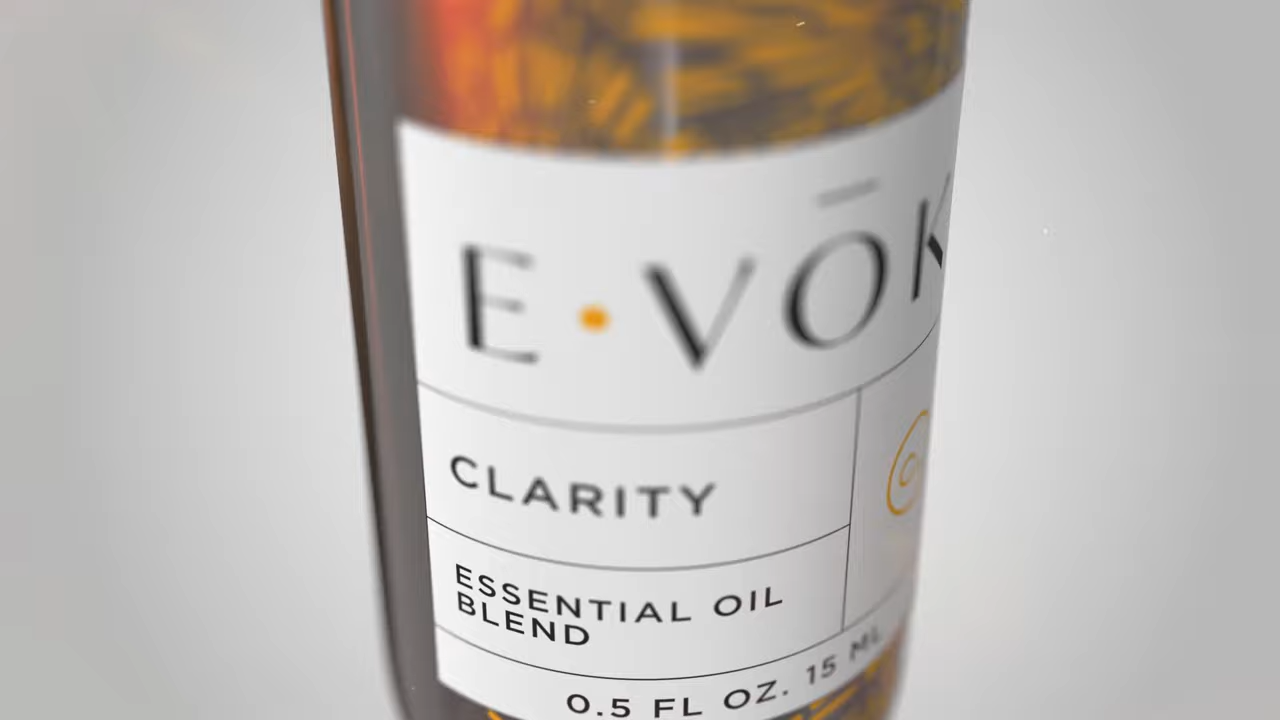 E·VŌK
CLARITY
ESSENTIAL OIL
BLEND
0.5 FL OZ. 15 ML